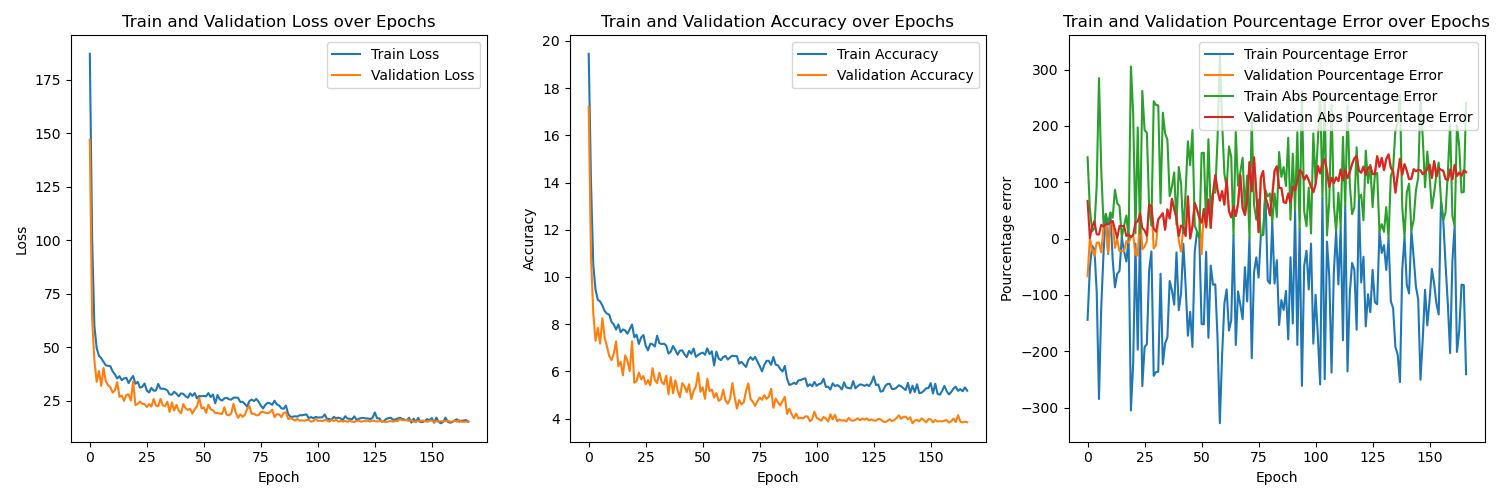 Train and Validation Loss over Epochs
Train Loss
Validation Loss
175
150
125
100
75
50
25
Loss
0
25
50
75
100
125
150
Epoch
Train and Validation Accuracy over Epochs
Train Accuracy
Validation Accuracy
20
18
16
14
12
10
8
6
4
Accuracy
0
25
50
75
100
125
150
Epoch
Train and Validation Pourcentage Error over Epochs
Train Pourcentage Error
Validation Pourcentage Error
Train Abs Pourcentage Error
Validation Abs Pourcentage Error
300
200
100
0
−100
−200
−300
Pourcentage error
0
25
50
75
100
125
150
Epoch